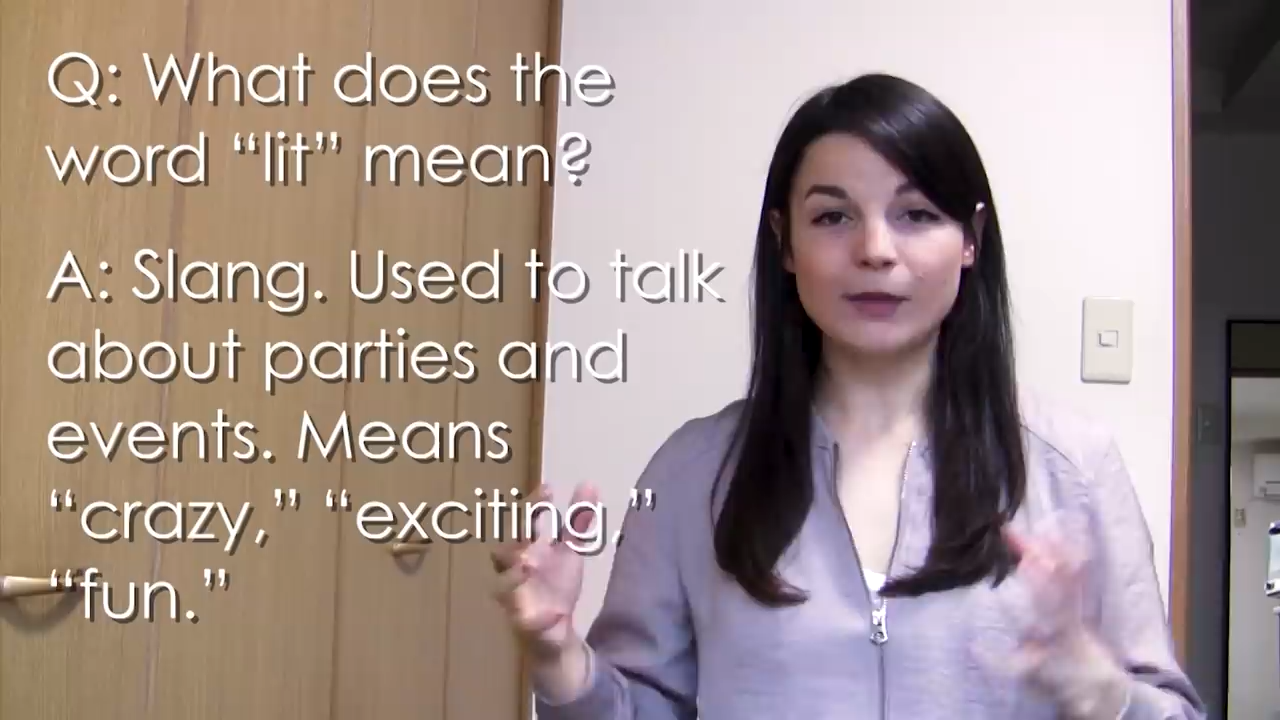 Q: What does the
word “lit” mean?
A: Slang. Used to talk
about parties and
events. Means
“crazy,” “exciting,”
“fun.”